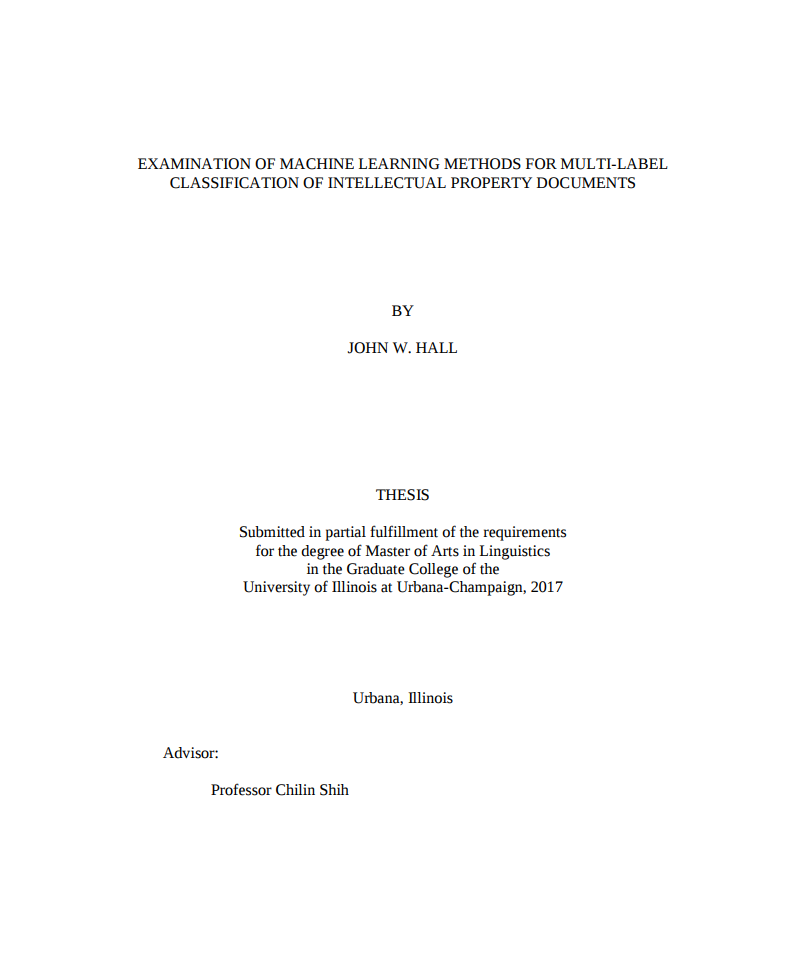 EXAMINATION OF MACHINE LEARNING METHODS FOR MULTI-LABEL
CLASSIFICATION OF INTELLECTUAL PROPERTY DOCUMENTS
BY
JOHN W. HALL
THESIS
Submitted in partial fulfillment of the requirements
for the degree of Master of Arts in Linguistics
in the Graduate College of the
University of Illinois at Urbana-Champaign, 2017
Urbana, Illinois
Advisor:
Professor Chilin Shih